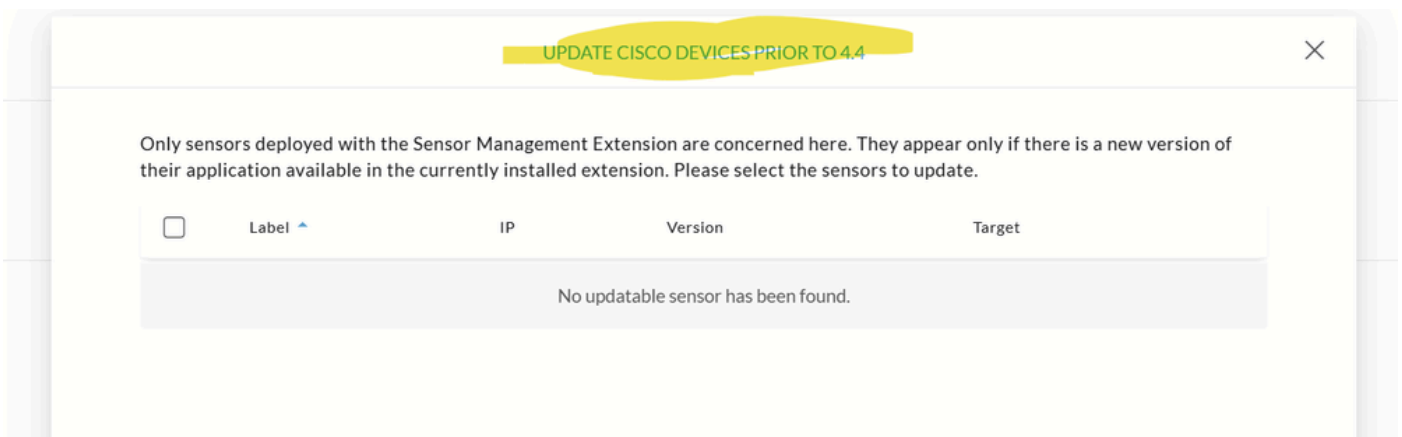 UPDATE CISCO DEVICES PRIOR TO 4.4
Only sensors deployed with the Sensor Management Extension are concerned here. They appear only if there is a new version of
their application available in the currently installed extension. Please select the sensors to update.
Label IP Version Target
No updatable sensor has been found.